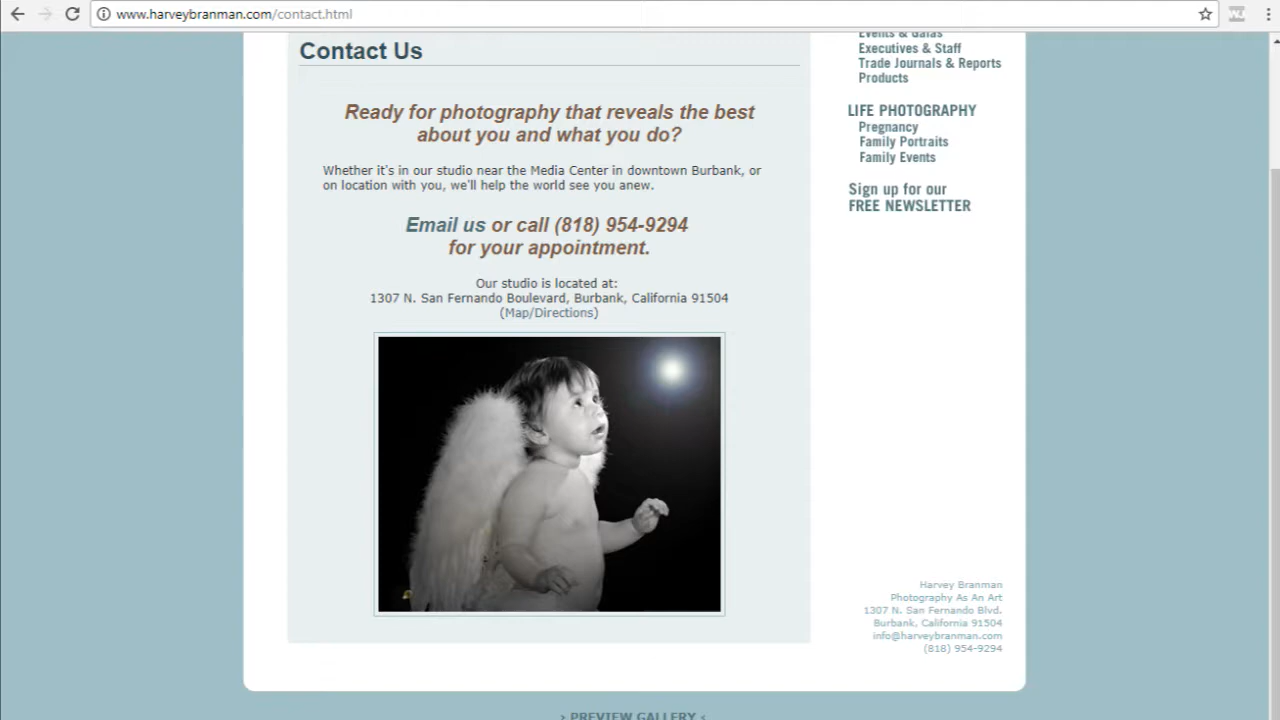 www.harveybranman.com/contact.html
Contact Us
Ready for photography that reveals the best
about you and what you do?
Whether it's in our studio near the Media Center in downtown Burbank, or
on location with you, we'll help the world see you anew.
Email us or call (818) 954-9294
for your appointment.
Our studio is located at:
1307 N. San Fernando Boulevard, Burbank, California 91504
(Map/Directions)
Events & Galas
Executives & Staff
Trade Journals & Reports
Products
LIFE PHOTOGRAPHY
Pregnancy
Family Portraits
Family Events
Sign up for our
FREE NEWSLETTER
Harvey Branman
Photography As An Art
1307 N. San Fernando Blvd.
Burbank, California 91504
info@harveybranman.com
(818) 954-9294
› PREVIEW GALLERY ‹